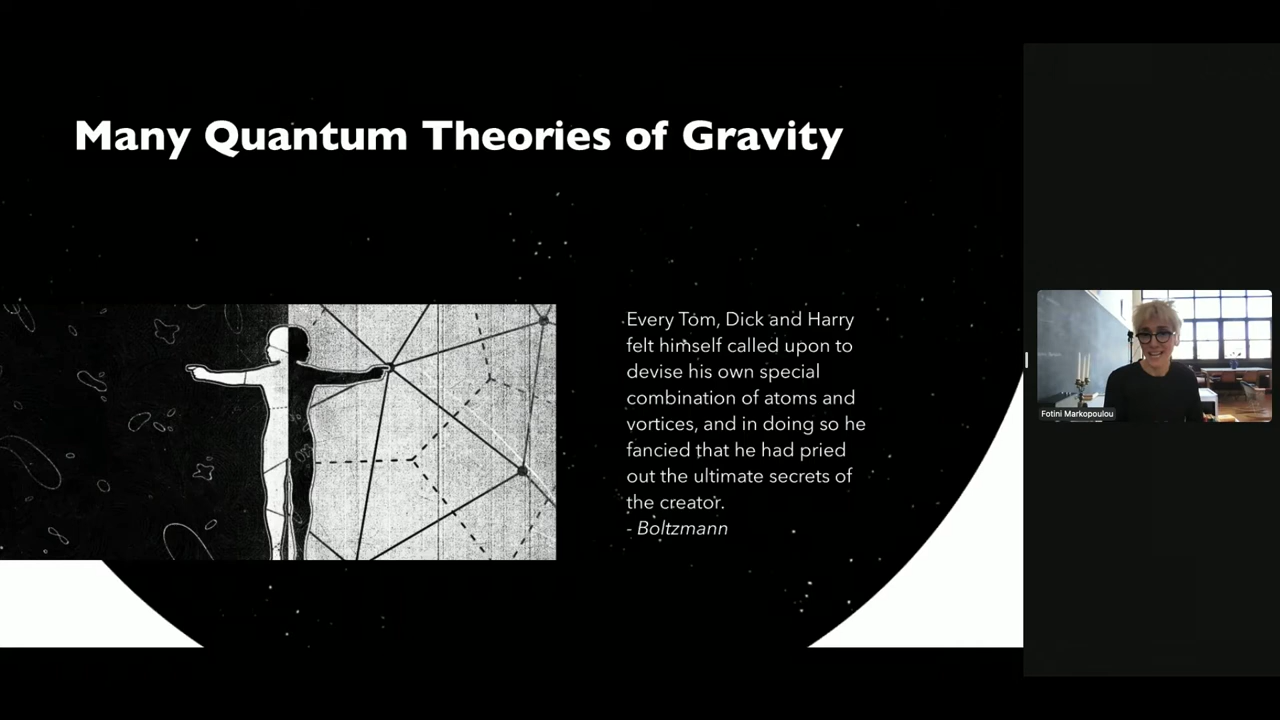 Many Quantum Theories of Gravity
Every Tom, Dick and Harry
felt himself called upon to
devise his own special
combination of atoms and
vortices, and in doing so he
fancied that he had pried
out the ultimate secrets of
the creator.
- Boltzmann
Fotini Markopoulou